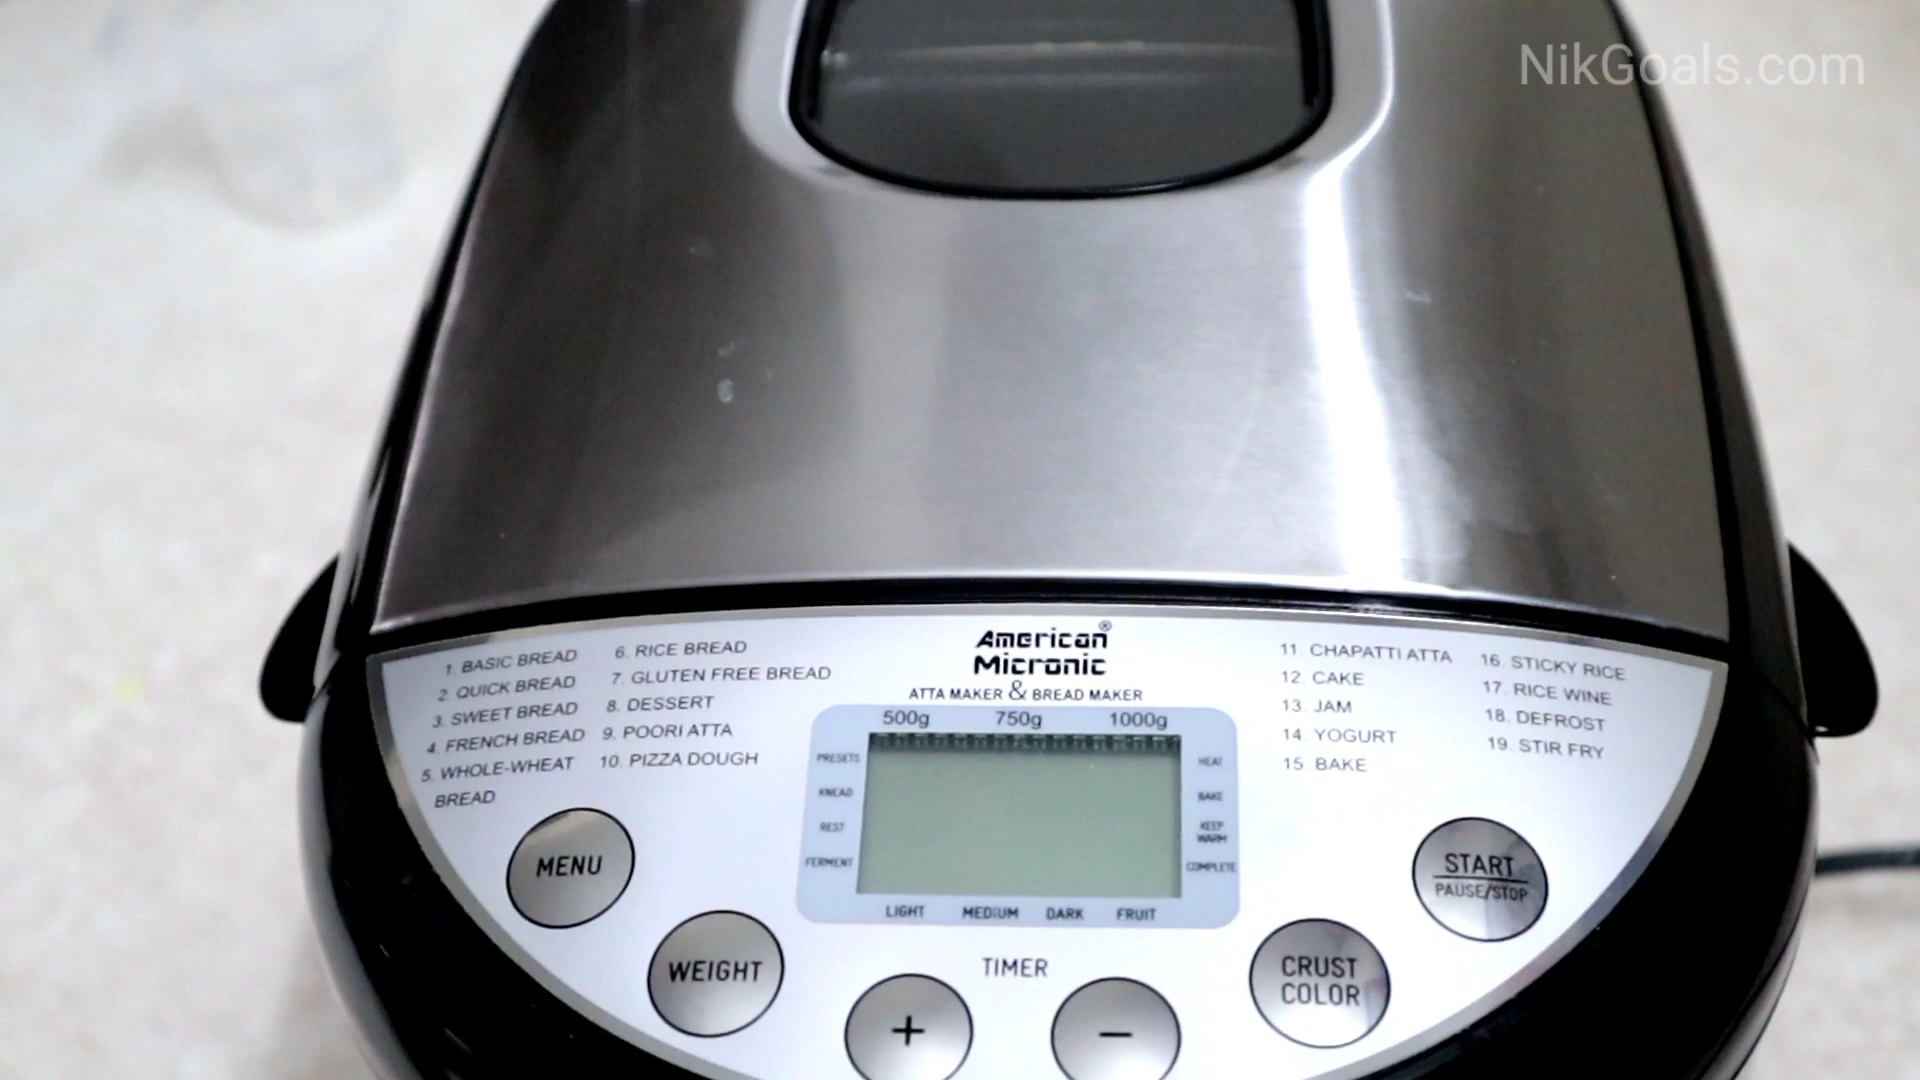 NikGoals.com
American®
Micronic
ATTA MAKER & BREAD MAKER
1. BASIC BREAD
2. QUICK BREAD
3. SWEET BREAD
4. FRENCH BREAD
5. WHOLE-WHEAT
BREAD
6. RICE BREAD
7. GLUTEN FREE BREAD
8. DESSERT
9. POORI ATTA
10. PIZZA DOUGH
500g 750g 1000g
PRESETS
KNEAD
REST
FERMENT
HEAT
BAKE
KEEP
WARM
COMPLETE
LIGHT MEDIUM DARK FRUIT
11. CHAPATTI ATTA
12. CAKE
13. JAM
14. YOGURT
15. BAKE
16. STICKY RICE
17. RICE WINE
18. DEFROST
19. STIR FRY
MENU
WEIGHT
TIMER
+
−
CRUST
COLOR
START
PAUSE/STOP